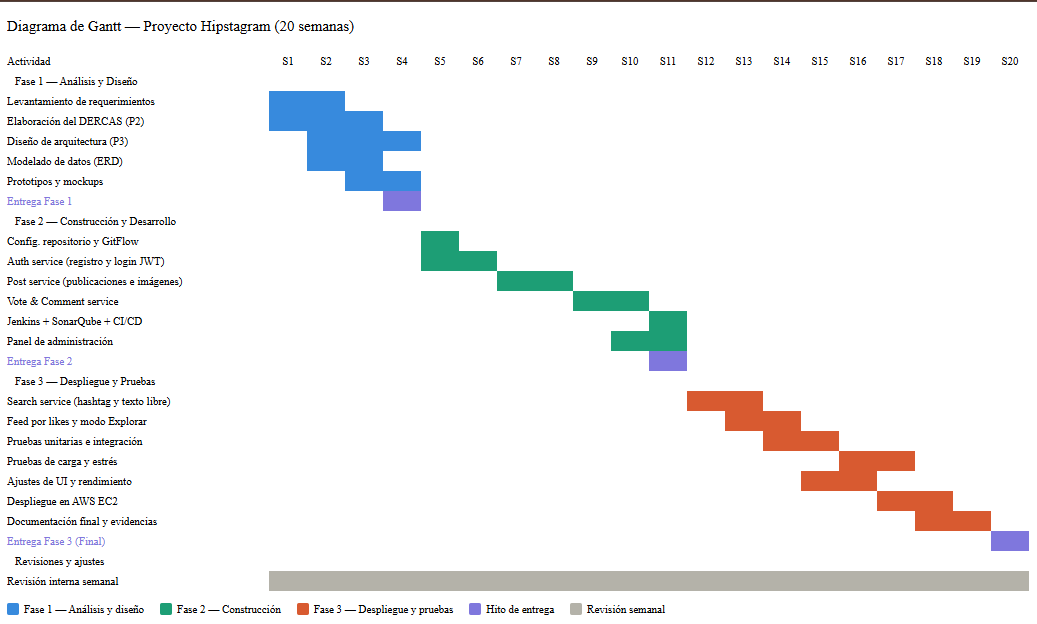 Diagrama de Gantt — Proyecto Hipstagram (20 semanas)
Actividad S1 S2 S3 S4 S5 S6 S7 S8 S9 S10 S11 S12 S13 S14 S15 S16 S17 S18 S19 S20
Fase 1 — Análisis y Diseño
Levantamiento de requerimientos
Elaboración del DERCAS (P2)
Diseño de arquitectura (P3)
Modelado de datos (ERD)
Prototipos y mockups
Entrega Fase 1
Fase 2 — Construcción y Desarrollo
Config. repositorio y GitFlow
Auth service (registro y login JWT)
Post service (publicaciones e imágenes)
Vote & Comment service
Jenkins + SonarQube + CI/CD
Panel de administración
Entrega Fase 2
Fase 3 — Despliegue y Pruebas
Search service (hashtag y texto libre)
Feed por likes y modo Explorar
Pruebas unitarias e integración
Pruebas de carga y estrés
Ajustes de UI y rendimiento
Despliegue en AWS EC2
Documentación final y evidencias
Entrega Fase 3 (Final)
Revisiones y ajustes
Revisión interna semanal
Fase 1 — Análisis y diseño Fase 2 — Construcción Fase 3 — Despliegue y pruebas Hito de entrega Revisión semanal